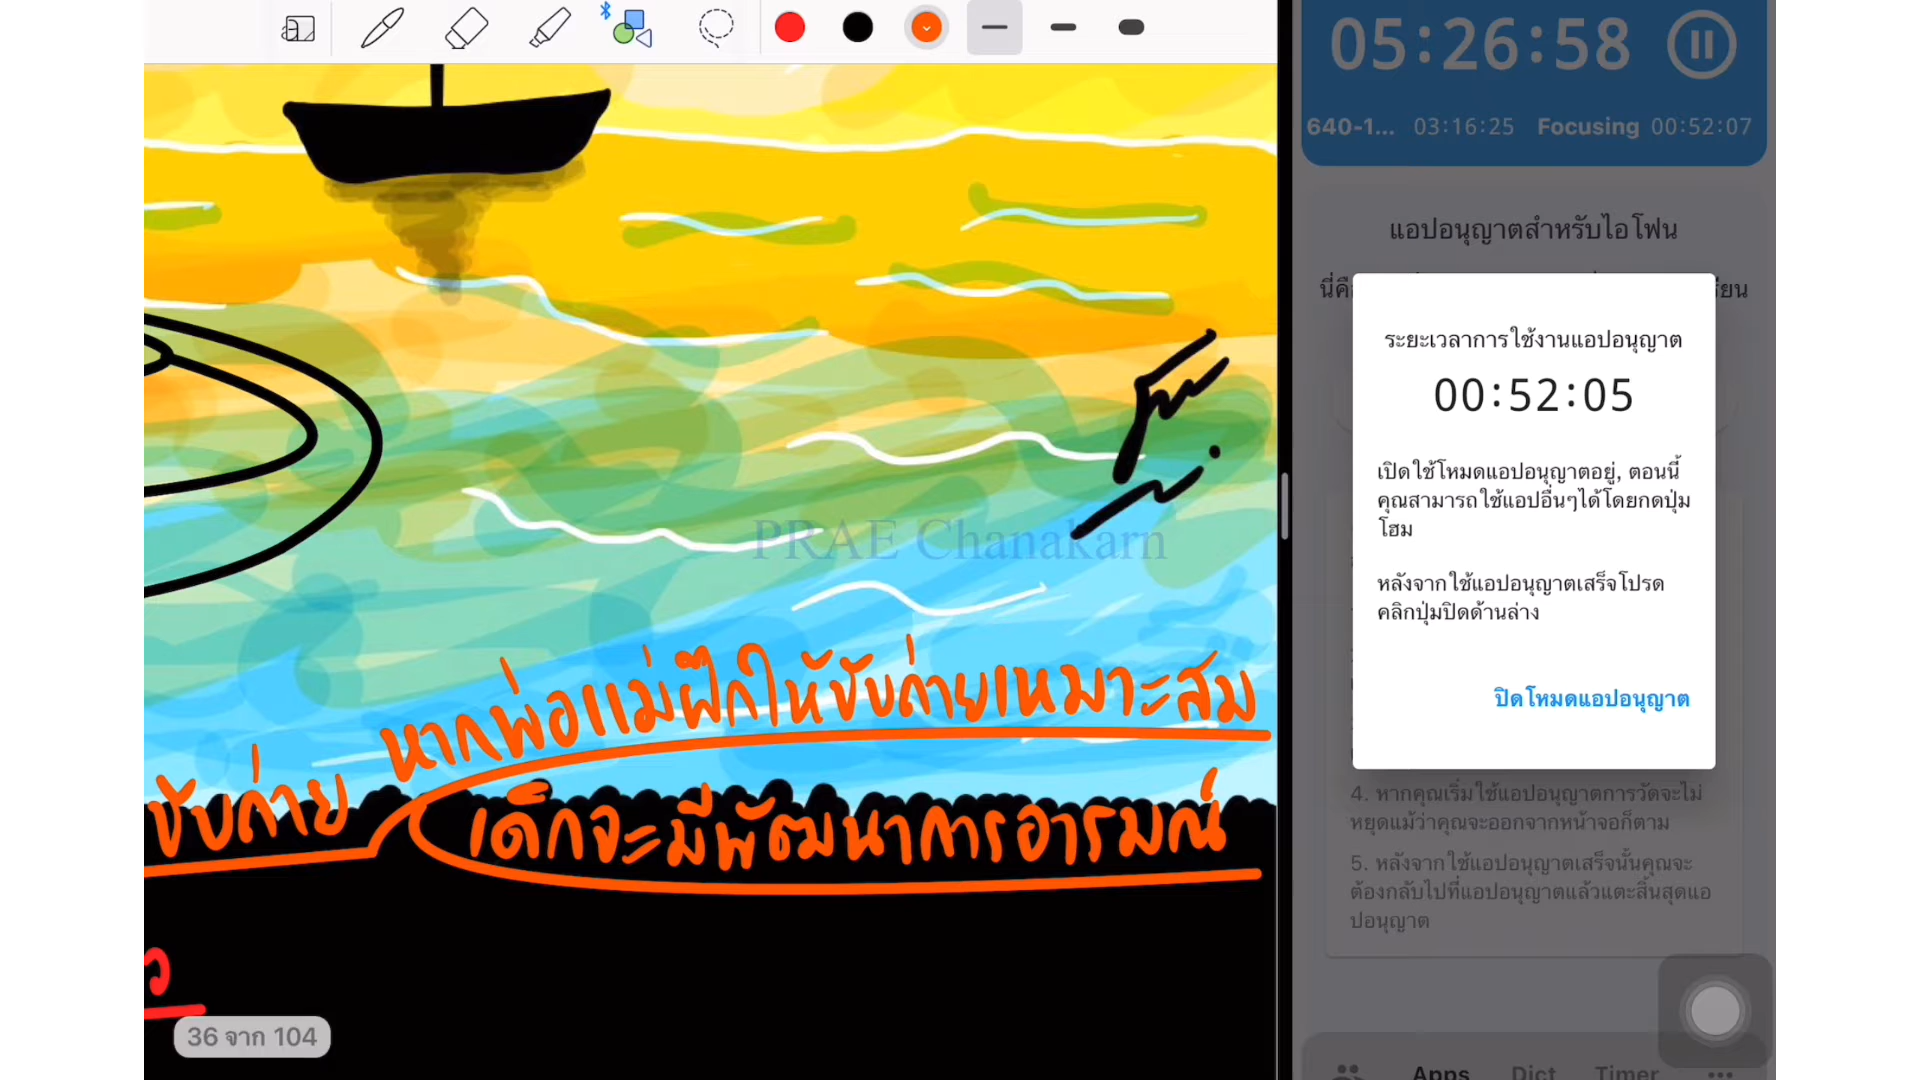 05:26:58
640-1... 03:16:25 Focusing 00:52:07
แอปอนุญาตสำหรับไอโฟน
นี่คื
รียน
ระยะเวลาการใช้งานแอปอนุญาต
00:52:05
เปิดใช้โหมดแอปอนุญาตอยู่, ตอนนี้
คุณสามารถใช้แอปอื่นๆได้โดยกดปุ่ม
โฮม
หลังจากใช้แอปอนุญาตเสร็จโปรด
คลิกปุ่มปิดด้านล่าง
ปิดโหมดแอปอนุญาต
4. หากคุณเริ่มใช้แอปอนุญาตการวัดจะไม่
หยุดแม้ว่าคุณจะออกจากหน้าจอก็ตาม
5. หลังจากใช้แอปอนุญาตเสร็จนั้นคุณจะ
ต้องกลับไปที่แอปอนุญาตแล้วแตะสิ้นสุดแอ
ปอนุญาต
Apps Dict Timer
PRAE Chanakarn
หากพ่อแม่ฝึกให้ขับถ่ายเหมาะสม
ขับถ่าย
เด็กจะมีพัฒนาการอารมณ์
ว
36 จาก 104